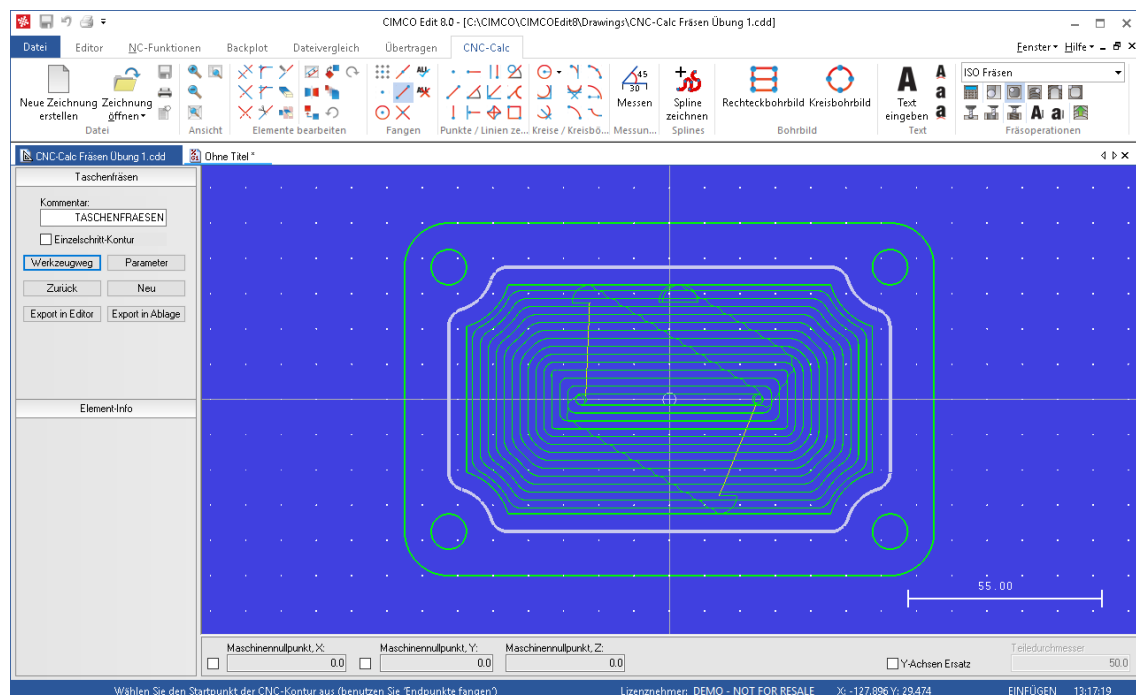 CIMCO Edit 8.0 - [C:\CIMCO\CIMCOEdit8\Drawings\CNC-Calc Fräsen Übung 1.cdd]
Datei Editor NC-Funktionen Backplot Dateivergleich Übertragen CNC-Calc Fenster Hilfe
ISO Fräsen
45
30
Neue Zeichnung erstellen
Zeichnung öffnen
Messen
Spline zeichnen
Rechteckbohrbild Kreisbohrbild
Text eingeben
Datei Ansicht Elemente bearbeiten Fangen Punkte / Linien ze... Kreise / Kreisbö... Messun... Splines Bohrbild Text Fräsoperationen
CNC-Calc Fräsen Übung 1.cdd Ohne Titel *
Taschenfräsen
Kommentar:
TASCHENFRAESEN
Einzelschritt-Kontur
Werkzeugweg Parameter
Zurück Neu
Export in Editor Export in Ablage
Element-Info
55.00
Maschinennullpunkt, X: Maschinennullpunkt, Y: Maschinennullpunkt, Z: Teiledurchmesser
0.0 0.0 0.0 Y-Achsen Ersatz 50.0
Wählen Sie den Startpunkt der CNC-Kontur aus (benutzen Sie 'Endpunkte fangen') Lizenznehmer: DEMO - NOT FOR RESALE X: -127.896 Y: 29.474 EINFÜGEN 13:17:19